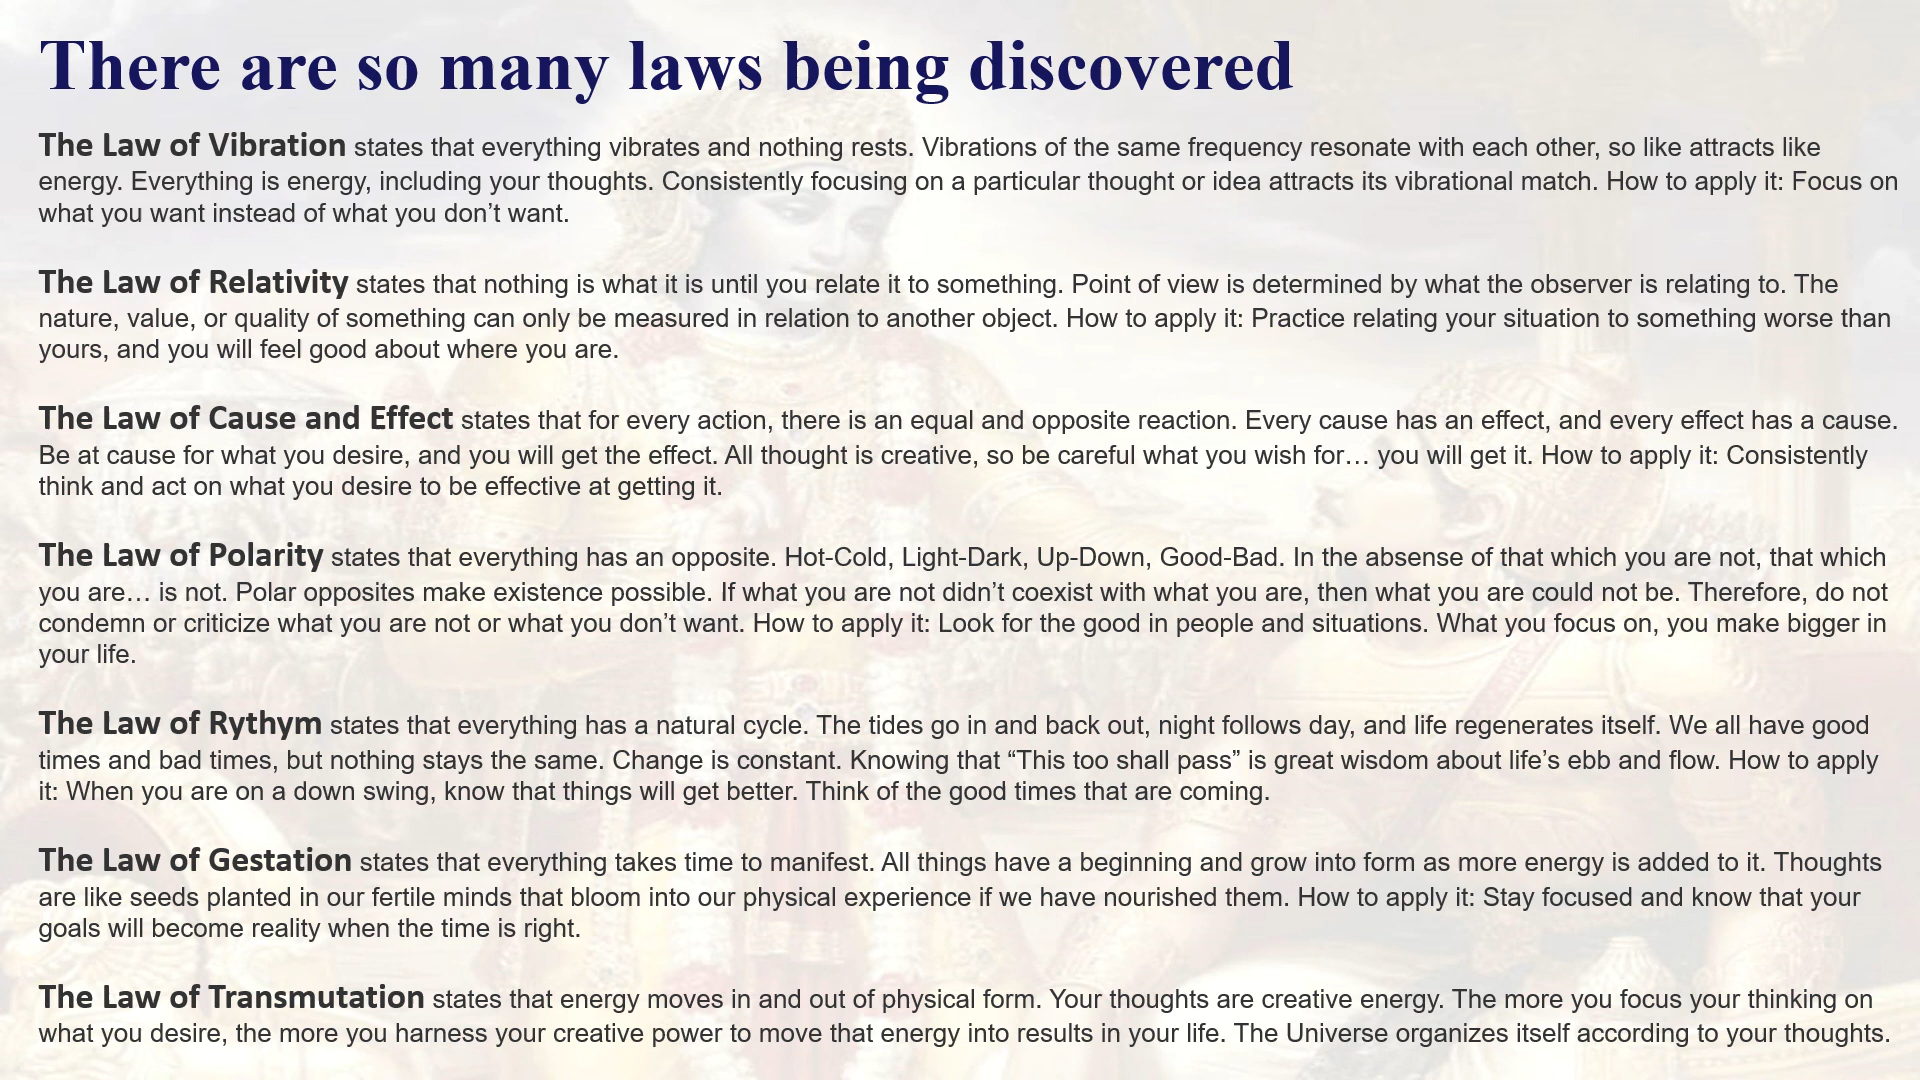 There are so many laws being discovered
The Law of Vibration states that everything vibrates and nothing rests. Vibrations of the same frequency resonate with each other, so like attracts like
energy. Everything is energy, including your thoughts. Consistently focusing on a particular thought or idea attracts its vibrational match. How to apply it: Focus on
what you want instead of what you don’t want.
The Law of Relativity states that nothing is what it is until you relate it to something. Point of view is determined by what the observer is relating to. The
nature, value, or quality of something can only be measured in relation to another object. How to apply it: Practice relating your situation to something worse than
yours, and you will feel good about where you are.
The Law of Cause and Effect states that for every action, there is an equal and opposite reaction. Every cause has an effect, and every effect has a cause.
Be at cause for what you desire, and you will get the effect. All thought is creative, so be careful what you wish for… you will get it. How to apply it: Consistently
think and act on what you desire to be effective at getting it.
The Law of Polarity states that everything has an opposite. Hot-Cold, Light-Dark, Up-Down, Good-Bad. In the absense of that which you are not, that which
you are… is not. Polar opposites make existence possible. If what you are not didn’t coexist with what you are, then what you are could not be. Therefore, do not
condemn or criticize what you are not or what you don’t want. How to apply it: Look for the good in people and situations. What you focus on, you make bigger in
your life.
The Law of Rythym states that everything has a natural cycle. The tides go in and back out, night follows day, and life regenerates itself. We all have good
times and bad times, but nothing stays the same. Change is constant. Knowing that “This too shall pass” is great wisdom about life’s ebb and flow. How to apply
it: When you are on a down swing, know that things will get better. Think of the good times that are coming.
The Law of Gestation states that everything takes time to manifest. All things have a beginning and grow into form as more energy is added to it. Thoughts
are like seeds planted in our fertile minds that bloom into our physical experience if we have nourished them. How to apply it: Stay focused and know that your
goals will become reality when the time is right.
The Law of Transmutation states that energy moves in and out of physical form. Your thoughts are creative energy. The more you focus your thinking on
what you desire, the more you harness your creative power to move that energy into results in your life. The Universe organizes itself according to your thoughts.